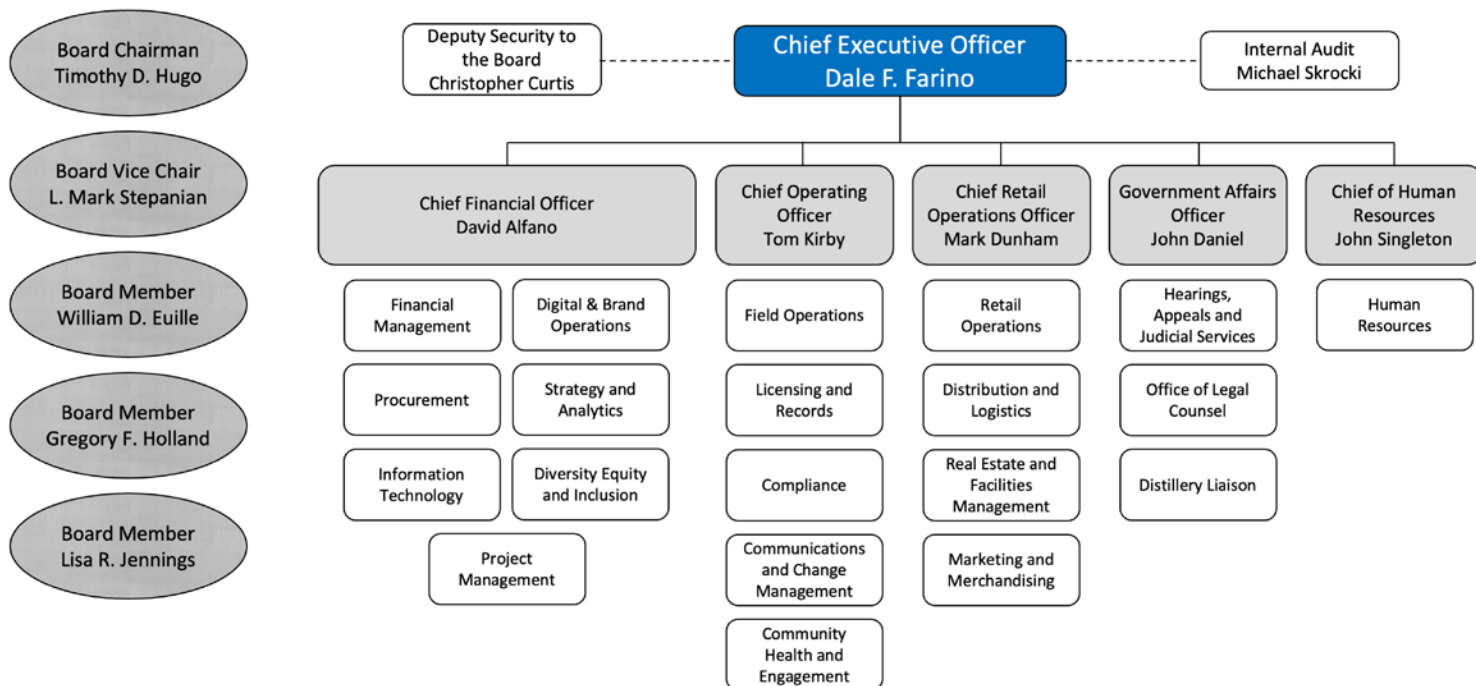 Board Chairman
Timothy D. Hugo
Board Vice Chair
L. Mark Stepanian
Board Member
William D. Euille
Board Member
Gregory F. Holland
Board Member
Lisa R. Jennings
Deputy Security to
the Board
Christopher Curtis
Chief Executive Officer
Dale F. Farino
Internal Audit
Michael Skrocki
Chief Financial Officer
David Alfano
Financial
Management
Digital & Brand
Operations
Procurement
Strategy and
Analytics
Information
Technology
Diversity Equity
and Inclusion
Project
Management
Chief Operating
Officer
Tom Kirby
Field Operations
Licensing and
Records
Compliance
Communications
and Change
Management
Community
Health and
Engagement
Chief Retail
Operations Officer
Mark Dunham
Retail
Operations
Distribution and
Logistics
Real Estate and
Facilities
Management
Marketing and
Merchandising
Government Affairs
Officer
John Daniel
Hearings,
Appeals and
Judicial Services
Office of Legal
Counsel
Distillery Liaison
Chief of Human
Resources
John Singleton
Human
Resources